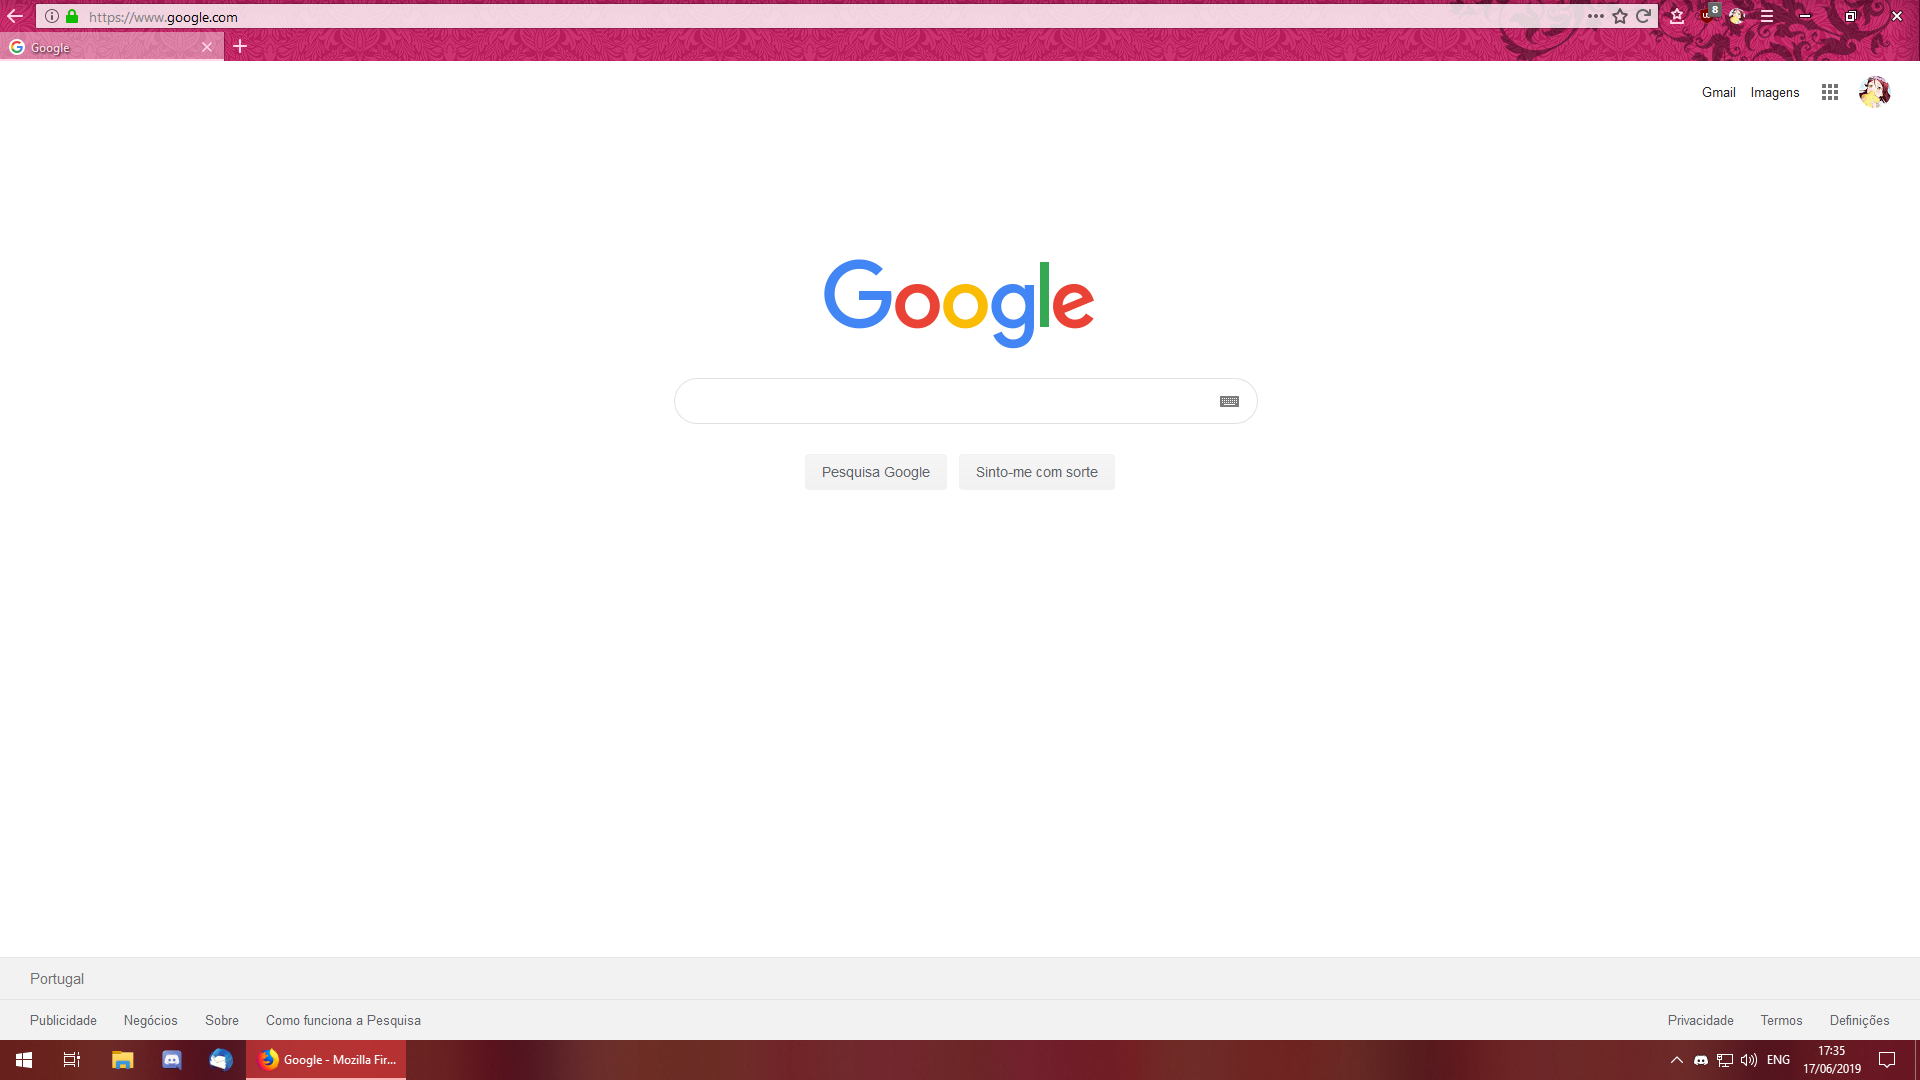 https://www.google.com
8
Google
Gmail Imagens
Google
Pesquisa Google Sinto-me com sorte
Portugal
Publicidade Negócios Sobre Como funciona a Pesquisa Privacidade Termos Definições
Google - Mozilla Fir... ENG 17:35
17/06/2019